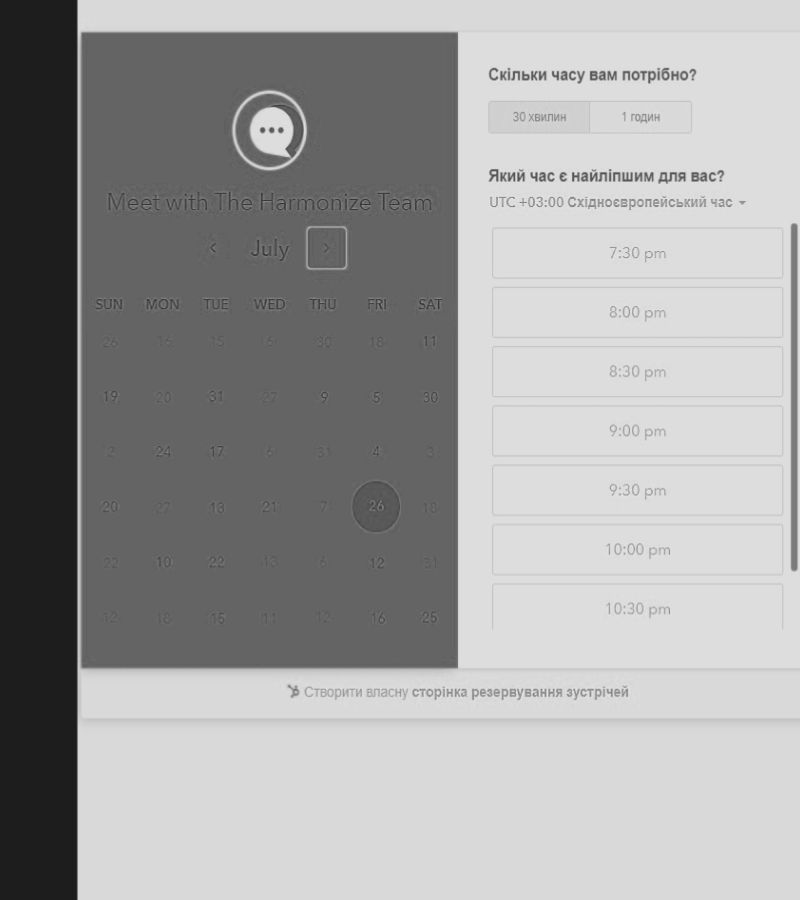 Meet with The Harmonize Team
July
SUN MON TUE WED THU FRI SAT
26 16 15 6 30 18 11
19 20 31 27 9 5 30
2 24 17 6 31 4 3
20 27 13 21 7 26 18
22 10 22 13 6 12 31
12 18 15 11 12 16 25
Скільки часу вам потрібно?
30 хвилин 1 годин
Який час є найліпшим для вас?
UTC +03:00 Східноєвропейський час
7:30 pm
8:00 pm
8:30 pm
9:00 pm
9:30 pm
10:00 pm
10:30 pm
Створити власну сторінка резервування зустрічей